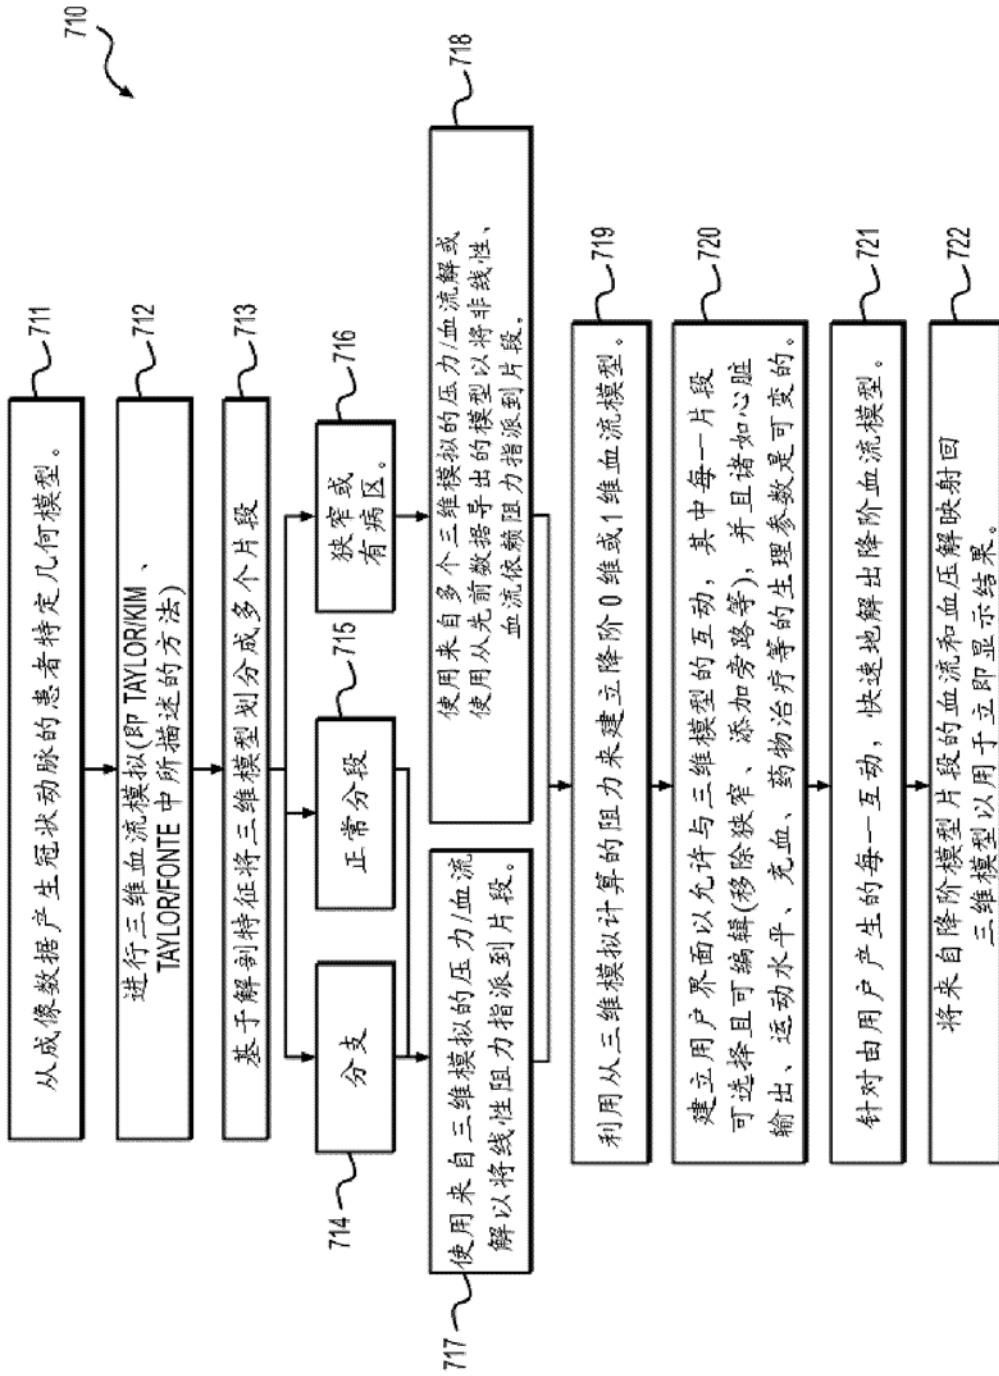 710
从成像数据产生冠状动脉的患者特定几何模型。
711
进行三维血流模拟(即 TAYLOR/KIM、
TAYLOR/FONTE 中所描述的方法)
712
基于解剖特征将三维模型划分成多个片段
713
分支
714
正常分段
715
狭窄或
有病区。
716
使用来自三维模拟的压力/血流
解以将线性阻力指派到片段。
717
使用来自多个三维模拟的压力/血流解或
使用从先前数据导出的模型以将非线性、
血流依赖阻力指派到片段。
718
利用从三维模拟计算的阻力来建立降阶 0 维或 1 维血流模型。
719
建立用户界面以允许与三维模型的互动，其中每一片段
可选择且可编辑(移除狭窄、添加旁路等)，并且诸如心脏
输出、运动水平、充血、药物治疗等的生理参数是可变的。
720
针对由用户产生的每一互动，快速地解出降阶血流模型。
721
将来自降阶模型片段的血流和血压解映射回
三维模型以用于立即显示结果。
722